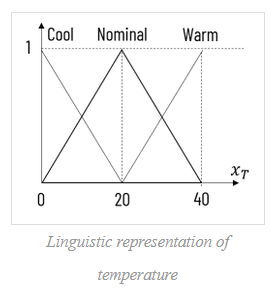 Cool Nominal Warm
1
x_T
0 20 40
Linguistic representation of
temperature